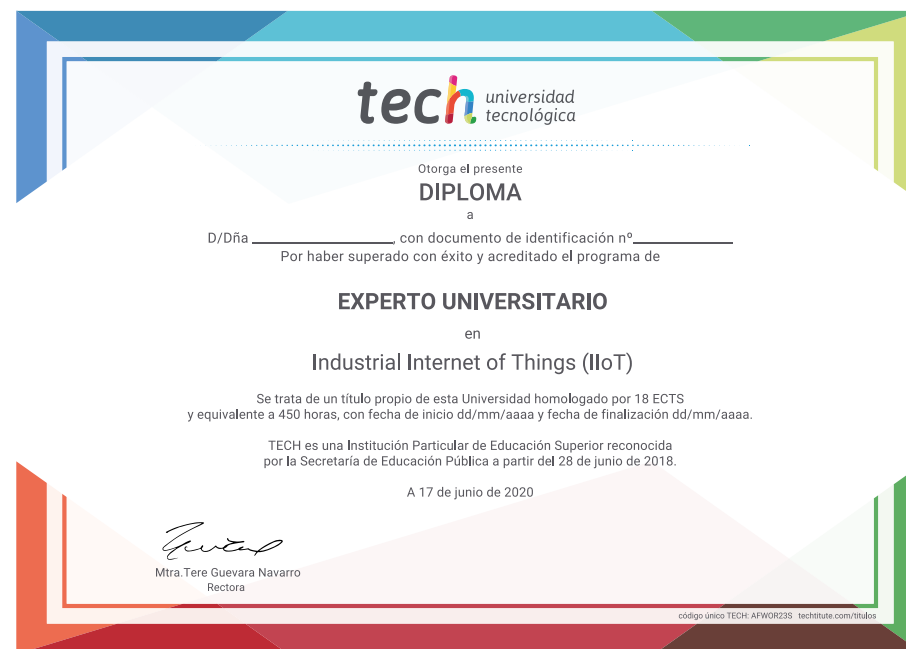 tech universidad
tecnológica
Otorga el presente
DIPLOMA
a
D/Dña ____________________, con documento de identificación nº______________
Por haber superado con éxito y acreditado el programa de
EXPERTO UNIVERSITARIO
en
Industrial Internet of Things (IIoT)
Se trata de un título propio de esta Universidad homologado por 18 ECTS
y equivalente a 450 horas, con fecha de inicio dd/mm/aaaa y fecha de finalización dd/mm/aaaa.
TECH es una Institución Particular de Educación Superior reconocida
por la Secretaría de Educación Pública a partir del 28 de junio de 2018.
A 17 de junio de 2020
Mtra.Tere Guevara Navarro
Rectora
código único TECH: AFWOR23S techtitute.com/titulos